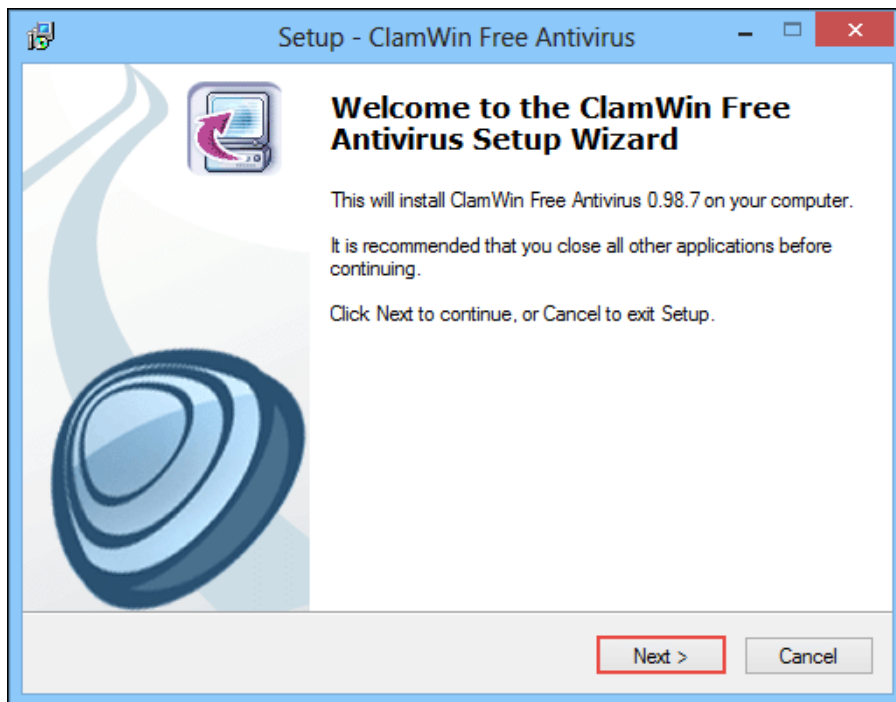 Setup - ClamWin Free Antivirus
Welcome to the ClamWin Free
Antivirus Setup Wizard
This will install ClamWin Free Antivirus 0.98.7 on your computer.
It is recommended that you close all other applications before
continuing.
Click Next to continue, or Cancel to exit Setup.
Next >
Cancel